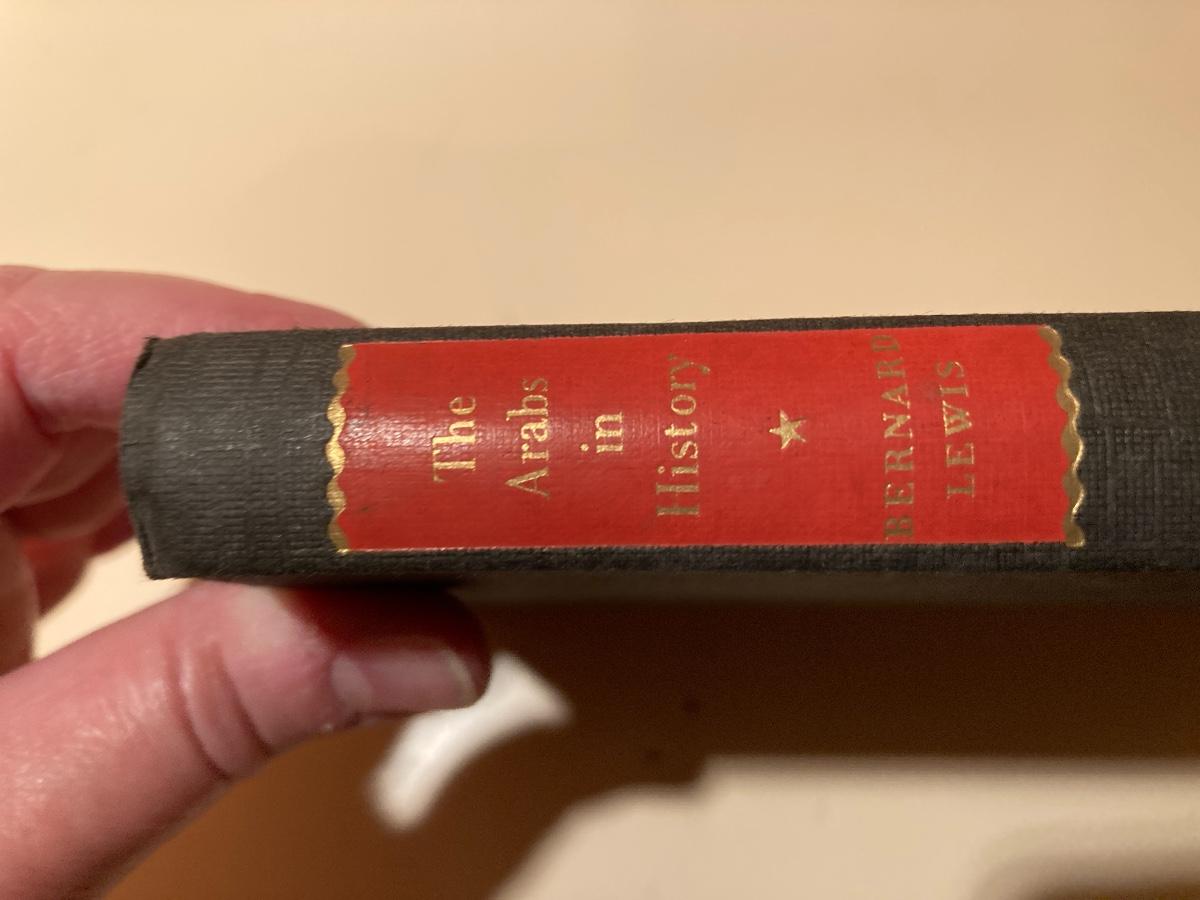 The
Arabs
in
History
BERNARD
LEWIS